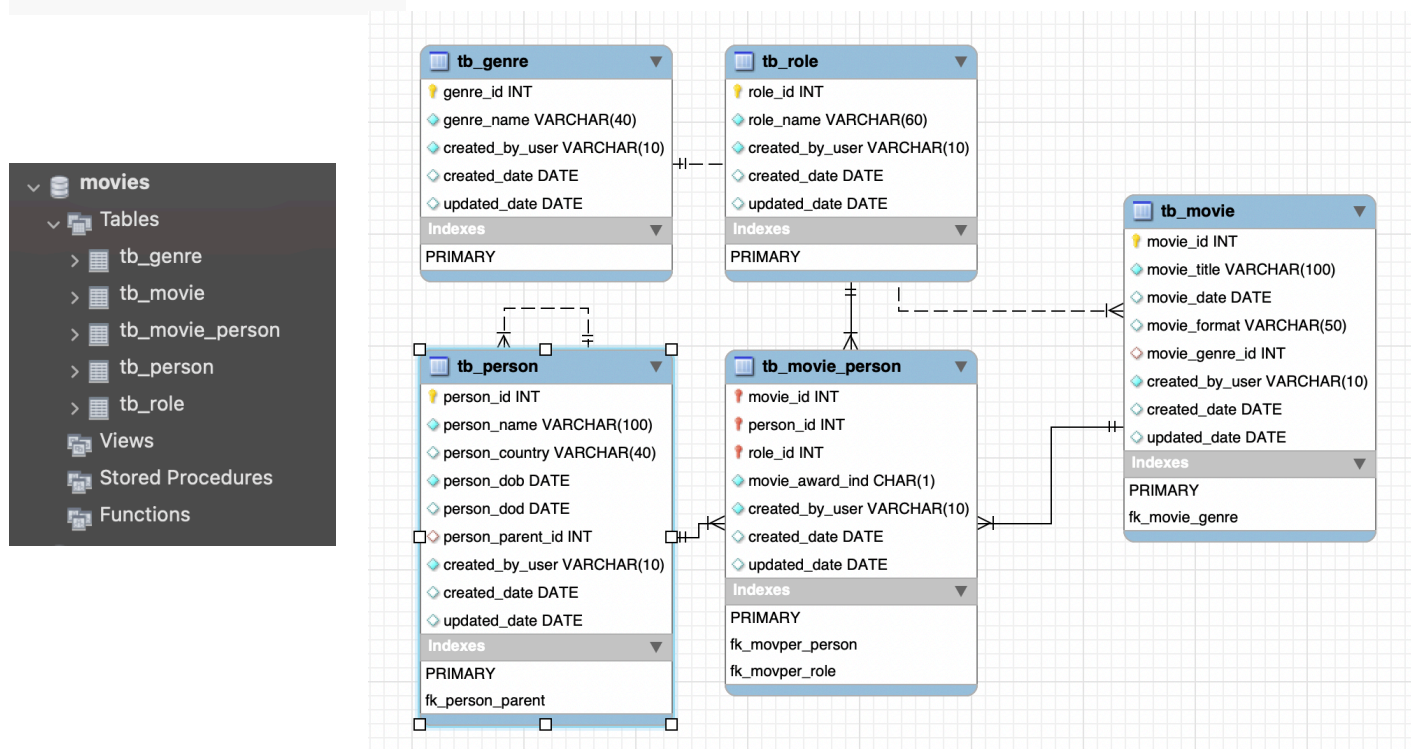 movies
Tables
tb_genre
tb_movie
tb_movie_person
tb_person
tb_role
Views
Stored Procedures
Functions
tb_genre
genre_id INT
genre_name VARCHAR(40)
created_by_user VARCHAR(10)
created_date DATE
updated_date DATE
Indexes
PRIMARY
tb_role
role_id INT
role_name VARCHAR(60)
created_by_user VARCHAR(10)
created_date DATE
updated_date DATE
Indexes
PRIMARY
tb_movie
movie_id INT
movie_title VARCHAR(100)
movie_date DATE
movie_format VARCHAR(50)
movie_genre_id INT
created_by_user VARCHAR(10)
created_date DATE
updated_date DATE
Indexes
PRIMARY
fk_movie_genre
tb_person
person_id INT
person_name VARCHAR(100)
person_country VARCHAR(40)
person_dob DATE
person_dod DATE
person_parent_id INT
created_by_user VARCHAR(10)
created_date DATE
updated_date DATE
Indexes
PRIMARY
fk_person_parent
tb_movie_person
movie_id INT
person_id INT
role_id INT
movie_award_ind CHAR(1)
created_by_user VARCHAR(10)
created_date DATE
updated_date DATE
Indexes
PRIMARY
fk_movper_person
fk_movper_role